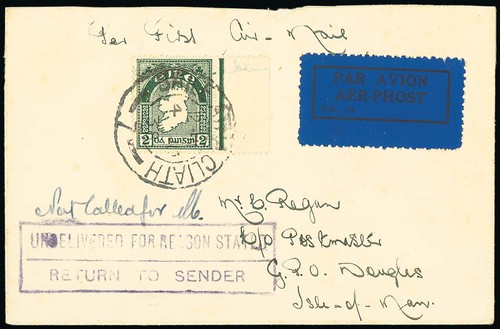 Per First Air-Mail
PAR AVION
AER-PHOST
éire
2 2
CLIATH
Not Called for
UNDELIVERED FOR REASON STATED
RETURN TO SENDER
Mr E. Regan
C/o Postmaster
G.P.O. Douglas
Isle-of-Man.